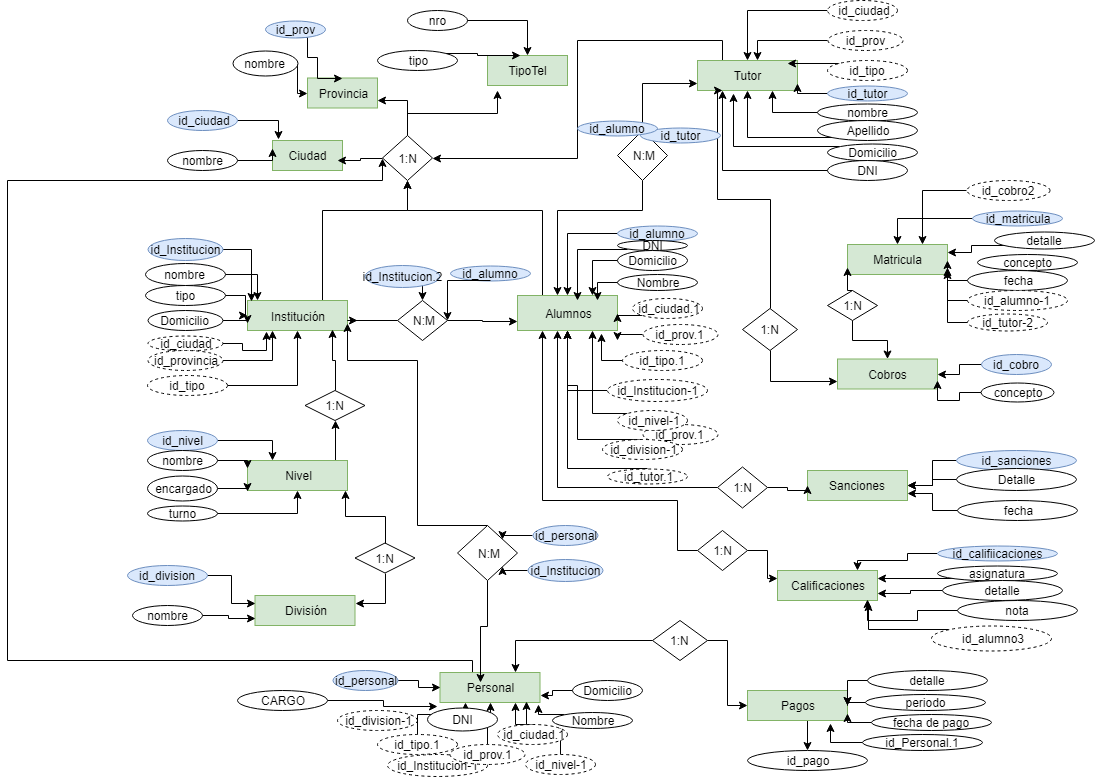 id_prov
nombre
Provincia
nro
tipo
TipoTel
id_ciudad
nombre
Ciudad
1:N
id_ciudad
id_prov
id_tipo
Tutor
id_tutor
nombre
Apellido
Domicilio
DNI
id_alumno
id_tutor
N:M
id_cobro2
id_matricula
detalle
Matricula
concepto
fecha
id_alumno-1
id_tutor-2
1:N
1:N
Cobros
id_cobro
concepto
id_Institucion
nombre
tipo
Domicilio
Institución
id_ciudad
id_provincia
id_tipo
id_Institucion.2
id_alumno
N:M
id_alumno
DNI
Domicilio
Nombre
Alumnos
id_ciudad.1
id_prov.1
id_tipo.1
id_Institucion-1
id_nivel-1
id_prov.1
id_division-1
id_tutor.1
1:N
id_nivel
nombre
encargado
turno
Nivel
1:N
id_division
nombre
División
N:M
id_personal
id_Institucion
1:N
Sanciones
id_sanciones
Detalle
fecha
1:N
Calificaciones
id_califiicaciones
asignatura
detalle
nota
id_alumno3
1:N
id_personal
CARGO
Personal
Domicilio
Nombre
id_division-1
DNI
id_ciudad.1
id_tipo.1
id_prov.1
id_Institucion-1
id_nivel-1
Pagos
detalle
periodo
fecha de pago
id_Personal.1
id_pago